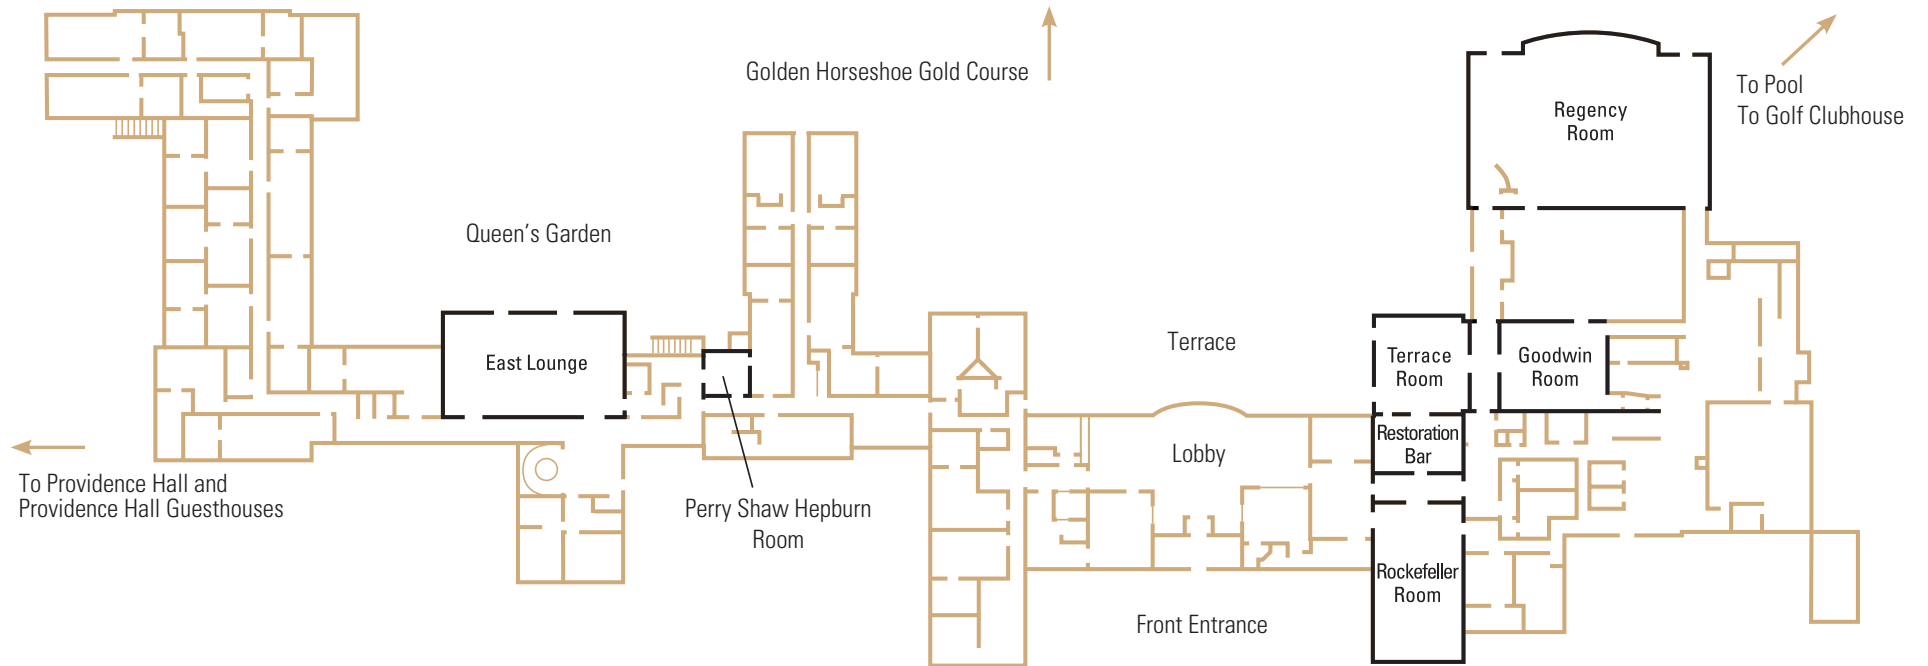 Golden Horseshoe Gold Course
To Pool
To Golf Clubhouse
Regency
Room
Queen's Garden
East Lounge
Terrace
Terrace
Room
Goodwin
Room
Restoration
Bar
Lobby
To Providence Hall and
Providence Hall Guesthouses
Perry Shaw Hepburn
Room
Rockefeller
Room
Front Entrance